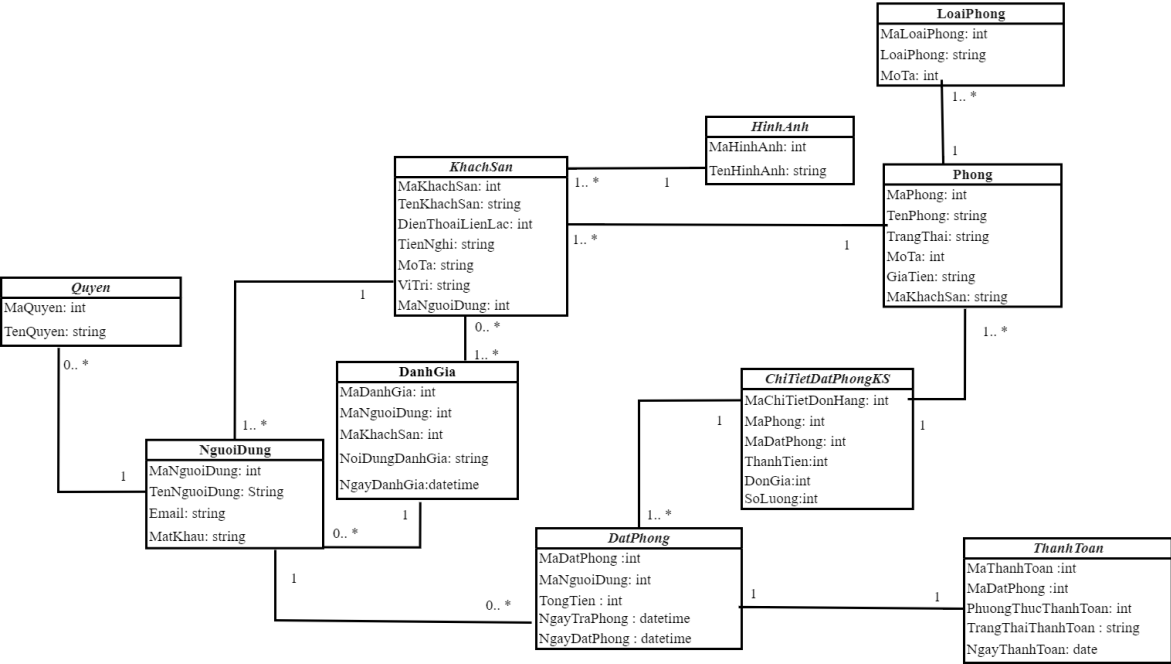 LoaiPhong
MaLoaiPhong: int
LoaiPhong: string
MoTa: int
1.. *
1
HinhAnh
MaHinhAnh: int
TenHinhAnh: string
KhachSan
MaKhachSan: int
TenKhachSan: string
DienThoaiLienLac: int
TienNghi: string
MoTa: string
ViTri: string
MaNguoiDung: int
1.. *
1
1.. *
1
Phong
MaPhong: int
TenPhong: string
TrangThai: string
MoTa: int
GiaTien: string
MaKhachSan: string
1.. *
Quyen
MaQuyen: int
TenQuyen: string
0.. *
1
1
0.. *
1.. *
DanhGia
MaDanhGia: int
MaNguoiDung: int
MaKhachSan: int
NoiDungDanhGia: string
NgayDanhGia:datetime
1
0.. *
1.. *
NguoiDung
MaNguoiDung: int
TenNguoiDung: String
Email: string
MatKhau: string
1
0.. *
ChiTietDatPhongKS
MaChiTietDonHang: int
MaPhong: int
MaDatPhong: int
ThanhTien:int
DonGia:int
SoLuong:int
1
1
1.. *
DatPhong
MaDatPhong :int
MaNguoiDung: int
TongTien : int
NgayTraPhong : datetime
NgayDatPhong : datetime
1
1
ThanhToan
MaThanhToan :int
MaDatPhong :int
PhuongThucThanhToan: int
TrangThaiThanhToan : string
NgayThanhToan: date